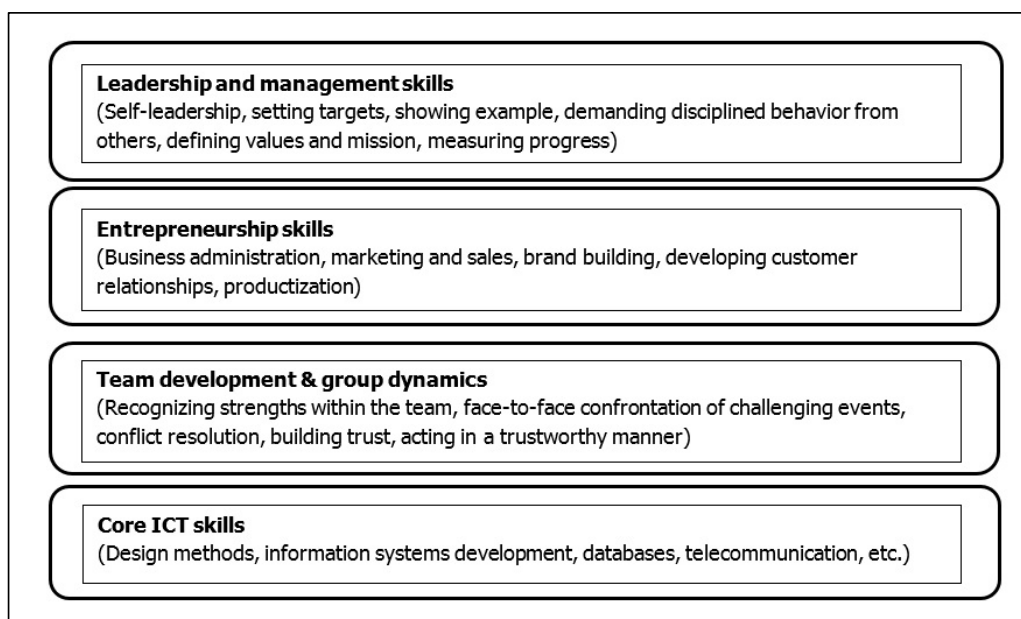 Leadership and management skills
(Self-leadership, setting targets, showing example, demanding disciplined behavior from
others, defining values and mission, measuring progress)
Entrepreneurship skills
(Business administration, marketing and sales, brand building, developing customer
relationships, productization)
Team development & group dynamics
(Recognizing strengths within the team, face-to-face confrontation of challenging events,
conflict resolution, building trust, acting in a trustworthy manner)
Core ICT skills
(Design methods, information systems development, databases, telecommunication, etc.)